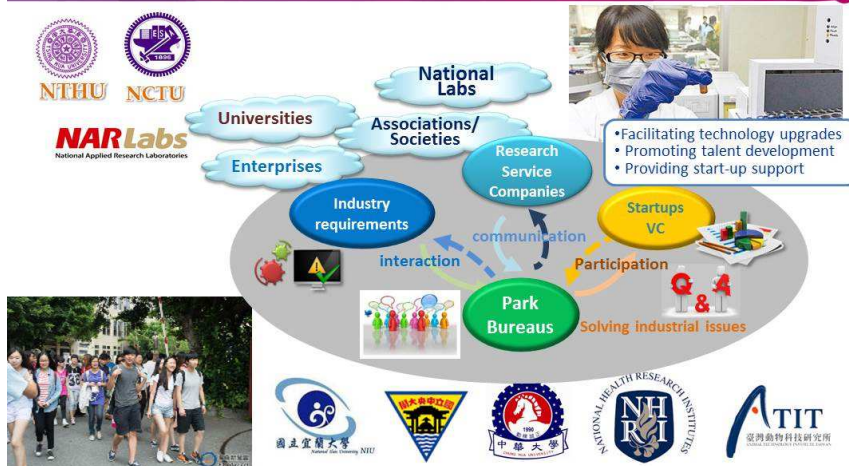 NTHU
NCTU
1896
NARLabs
National Applied Research Laboratories
National
Labs
Universities
Associations/
Societies
Enterprises
•Facilitating technology upgrades
• Promoting talent development
• Providing start-up support
Research
Service
Companies
Industry
requirements
Startups
VC
communication
interaction
Participation
Park
Bureaus
Q & A
Solving industrial issues
國立宜蘭大學 NIU
國立中央大學
1990
中華大學
CHUNG HUA UNIVERSITY
NATIONAL HEALTH RESEARCH INSTITUTES
NHRI
ATIT
臺灣動物科技研究所